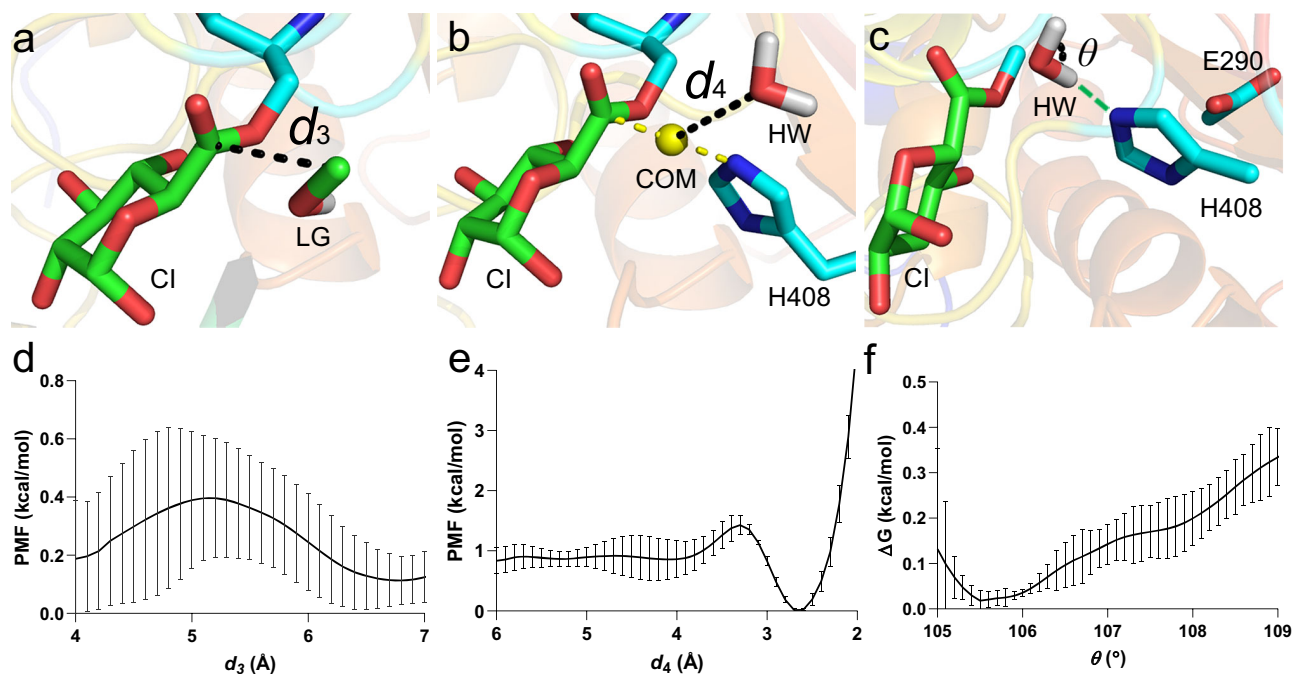 a
d3
LG
CI
b
d4
HW
COM
CI
H408
c
θ
E290
HW
H408
CI
d
0.8
0.6
0.4
0.2
0.0
PMF (kcal/mol)
4 5 6 7
d3 (Å)
e
4
3
2
1
0
PMF (kcal/mol)
6 5 4 3 2
d4 (Å)
f
0.5
0.4
0.3
0.2
0.1
0.0
ΔG (kcal/mol)
105 106 107 108 109
θ (°)